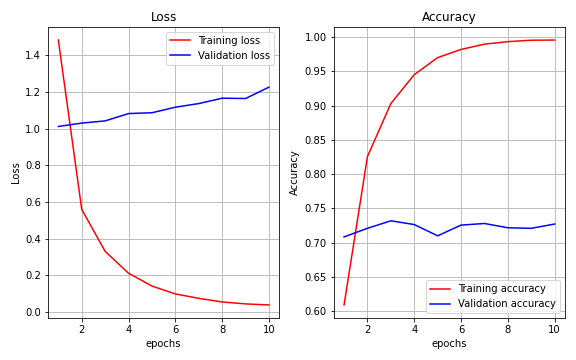 Loss
Training loss
Validation loss
1.4
1.2
1.0
0.8
0.6
0.4
0.2
0.0
Loss
2
4
6
8
10
epochs
Accuracy
1.00
0.95
0.90
0.85
0.80
0.75
0.70
0.65
0.60
Accuracy
Training accuracy
Validation accuracy
2
4
6
8
10
epochs